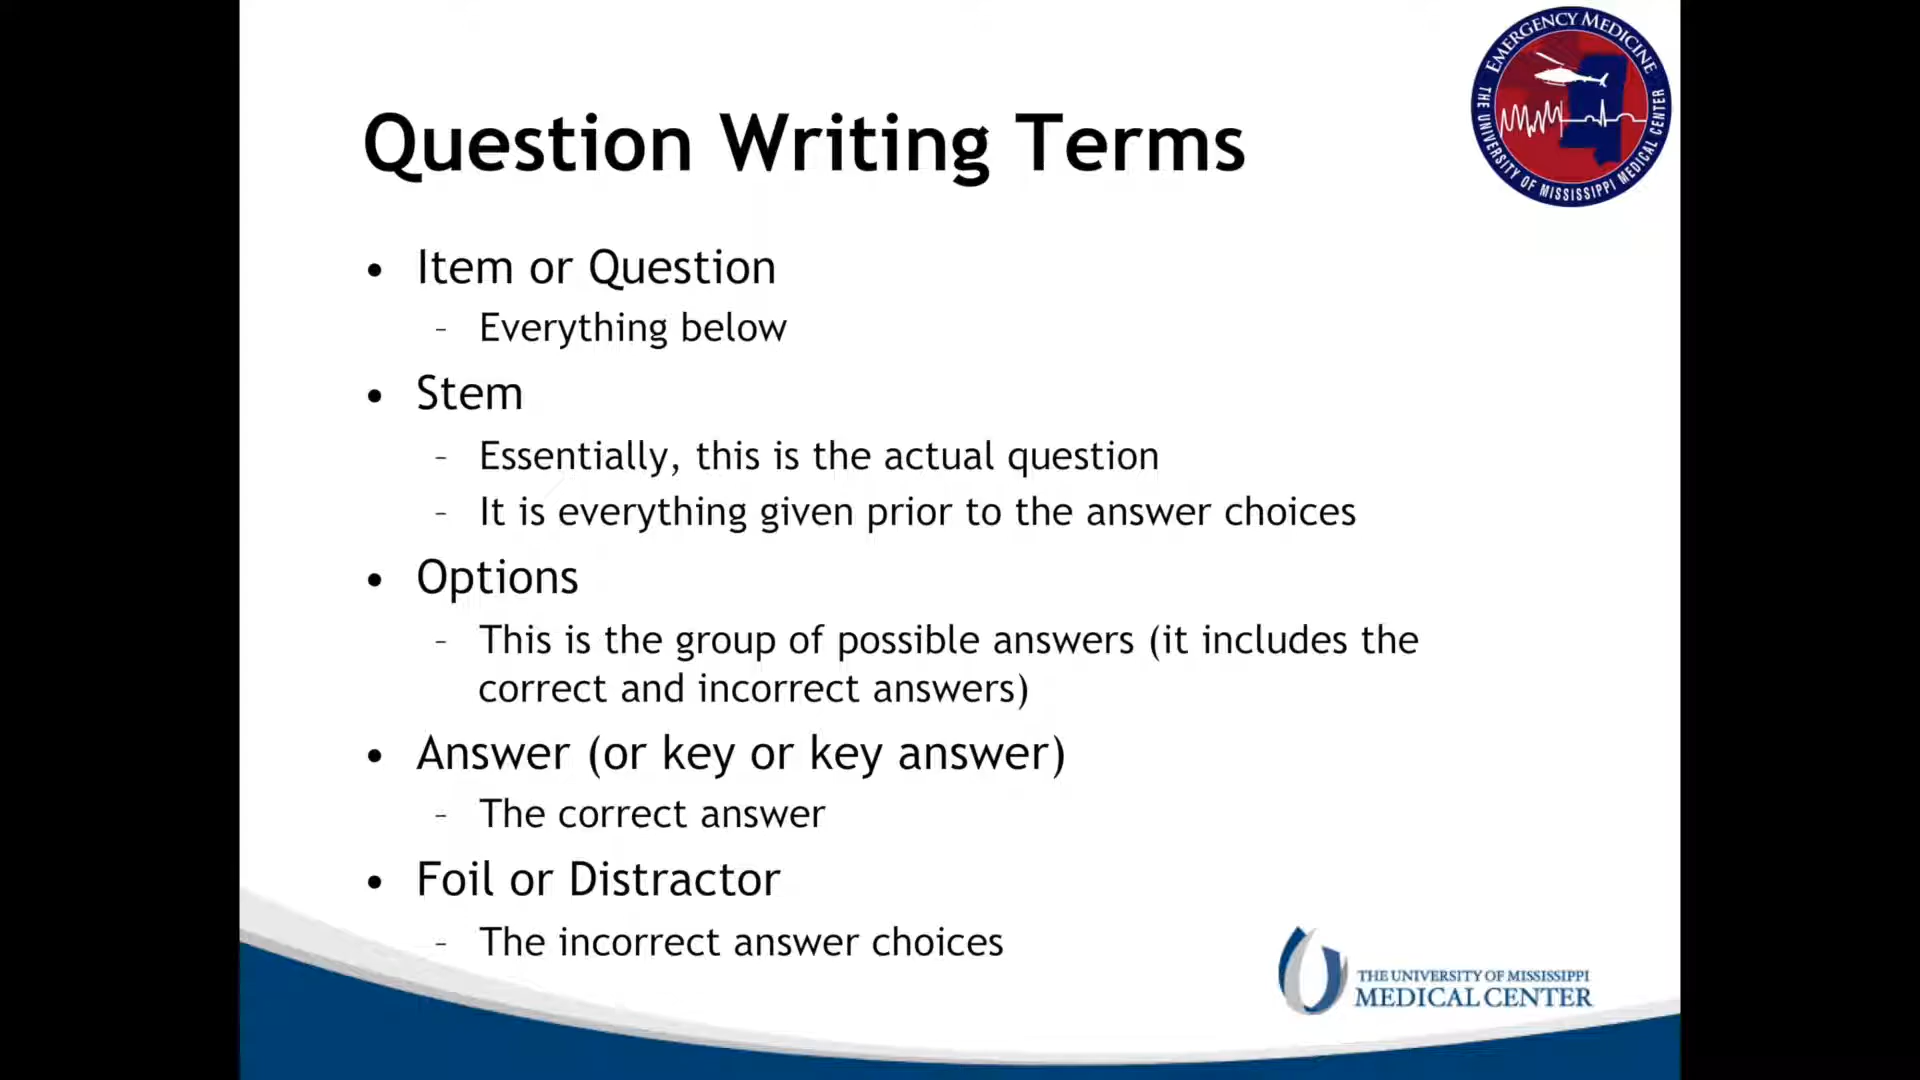 EMERGENCY MEDICINE
THE UNIVERSITY OF MISSISSIPPI MEDICAL CENTER
Question Writing Terms
• Item or Question
- Everything below
• Stem
- Essentially, this is the actual question
- It is everything given prior to the answer choices
• Options
- This is the group of possible answers (it includes the
correct and incorrect answers)
• Answer (or key or key answer)
- The correct answer
• Foil or Distractor
- The incorrect answer choices
THE UNIVERSITY OF MISSISSIPPI
MEDICAL CENTER